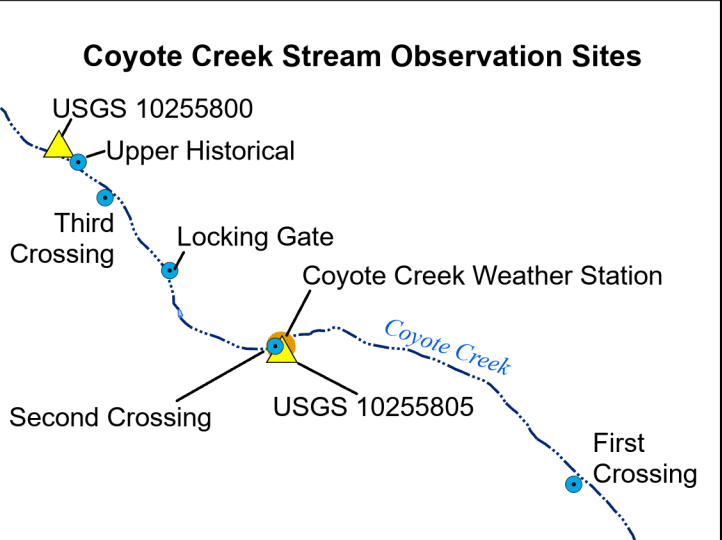 Coyote Creek Stream Observation Sites
USGS 10255800
Upper Historical
Third
Crossing
Locking Gate
Coyote Creek Weather Station
Coyote Creek
Second Crossing
USGS 10255805
First
Crossing